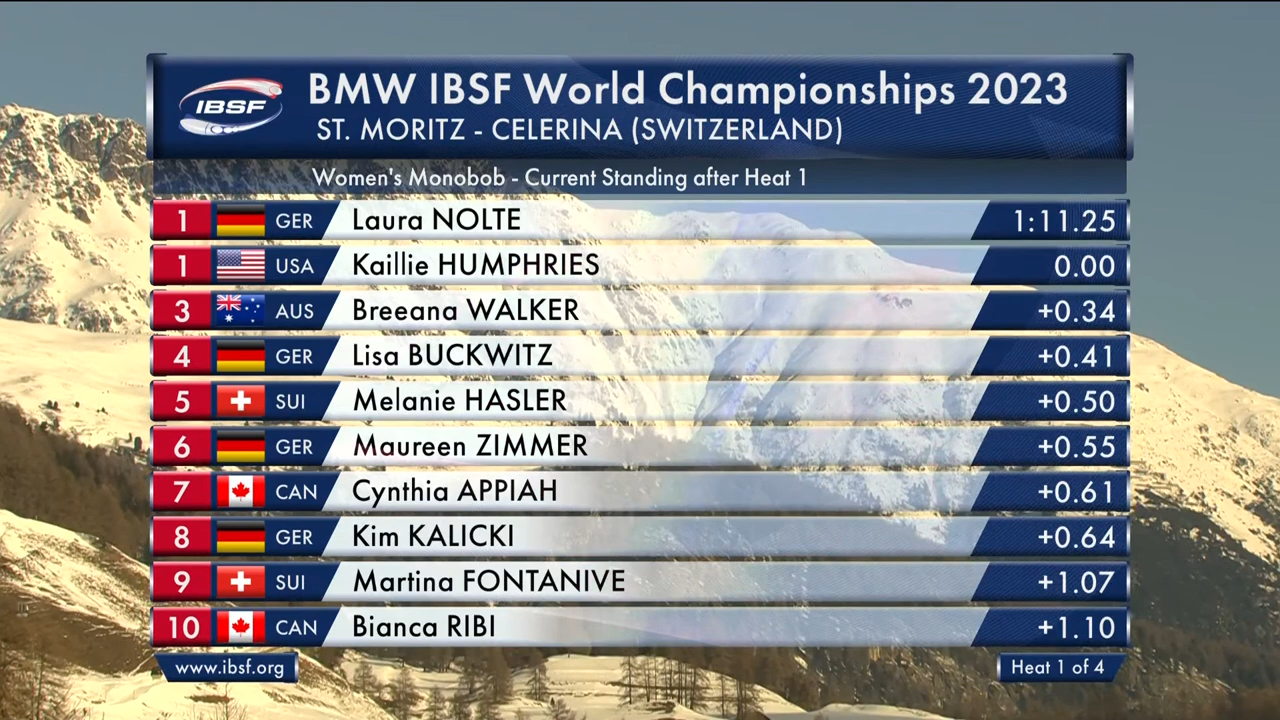 IBSF
BMW IBSF World Championships 2023
ST. MORITZ - CELERINA (SWITZERLAND)
Women's Monobob - Current Standing after Heat 1
1 GER Laura NOLTE 1:11.25
1 USA Kaillie HUMPHRIES 0.00
3 AUS Breeana WALKER +0.34
4 GER Lisa BUCKWITZ +0.41
5 SUI Melanie HASLER +0.50
6 GER Maureen ZIMMER +0.55
7 CAN Cynthia APPIAH +0.61
8 GER Kim KALICKI +0.64
9 SUI Martina FONTANIVE +1.07
10 CAN Bianca RIBI +1.10
www.ibsf.org Heat 1 of 4